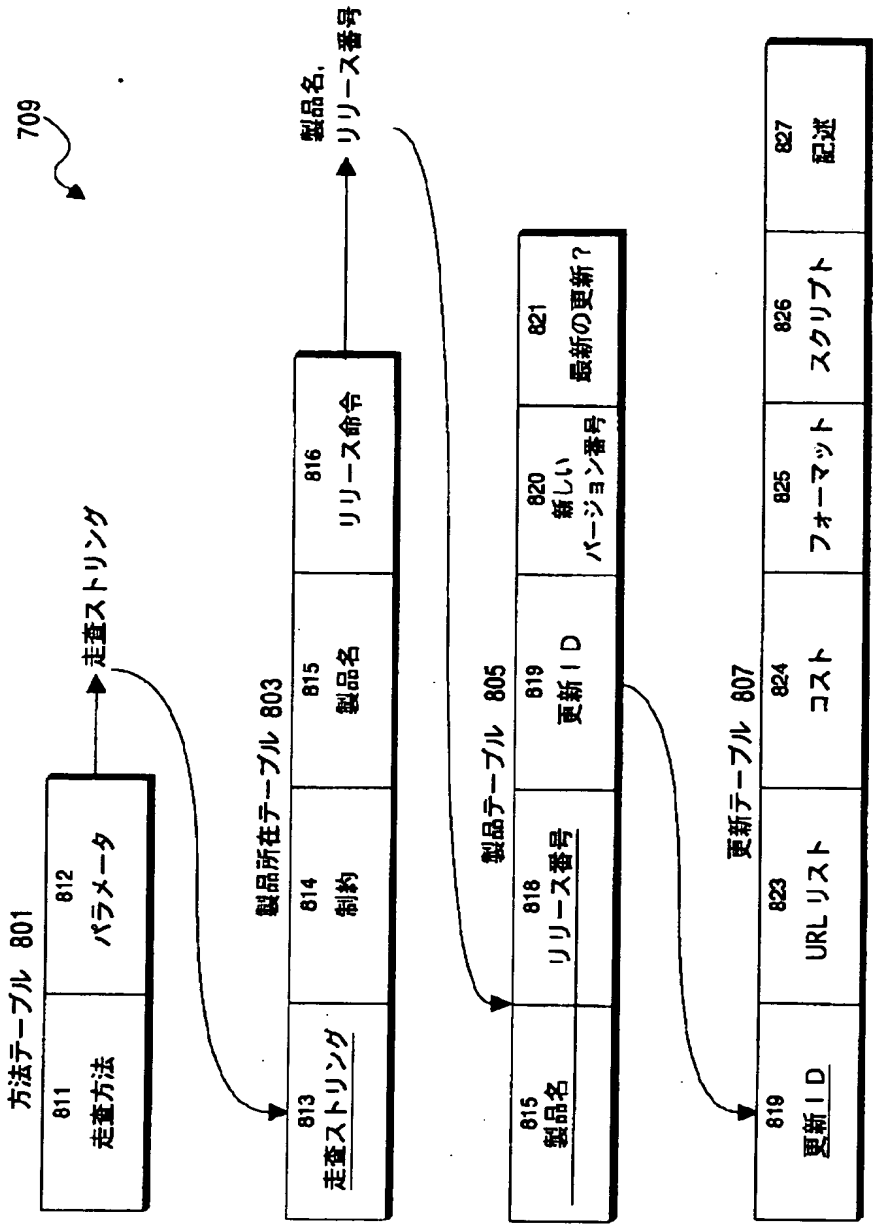 709
方法テーブル 801
811
走査方法
812
パラメータ
走査ストリング
製品所在テーブル 803
813
走査ストリング
814
制約
815
製品名
816
リリース命令
製品名,
リリース番号
製品テーブル 805
815
製品名
818
リリース番号
819
更新ID
820
新しい
バージョン番号
821
最新の更新?
更新テーブル 807
819
更新ID
823
URLリスト
824
コスト
825
フォーマット
826
スクリプト
827
記述